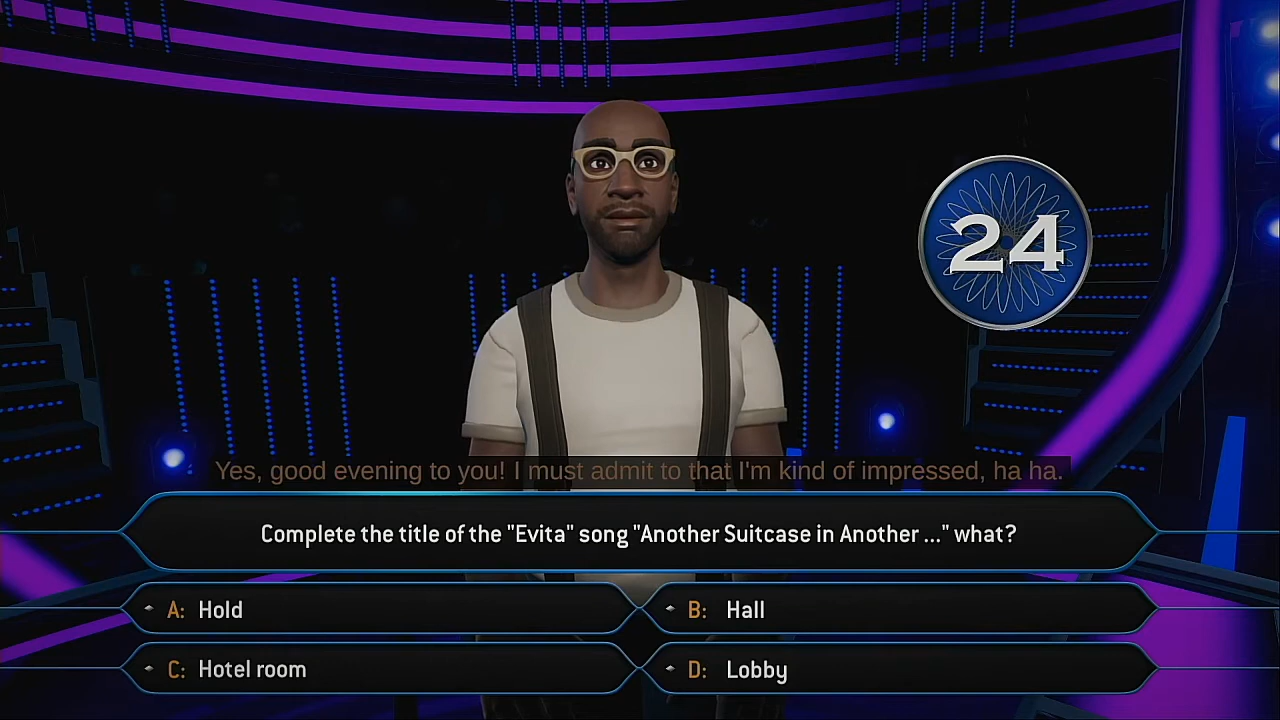 24
Yes, good evening to you! I must admit to that I'm kind of impressed, ha ha.
Complete the title of the "Evita" song "Another Suitcase in Another ..." what?
A: Hold
B: Hall
C: Hotel room
D: Lobby